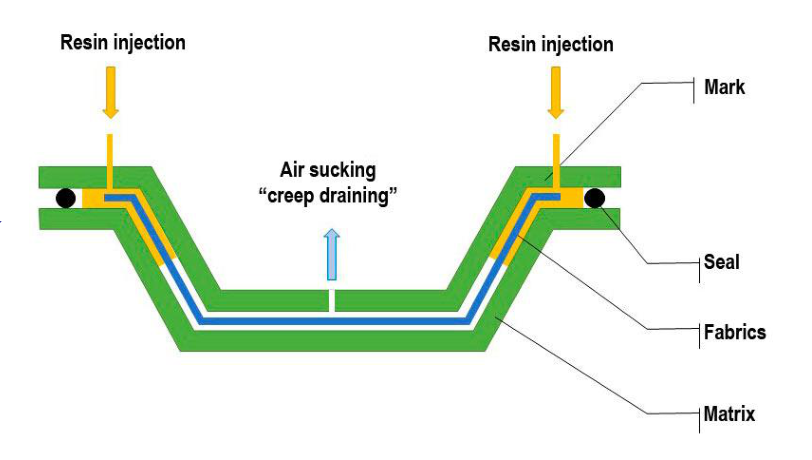 Resin injection
Resin injection
Mark
Air sucking
“creep draining”
Seal
Fabrics
Matrix